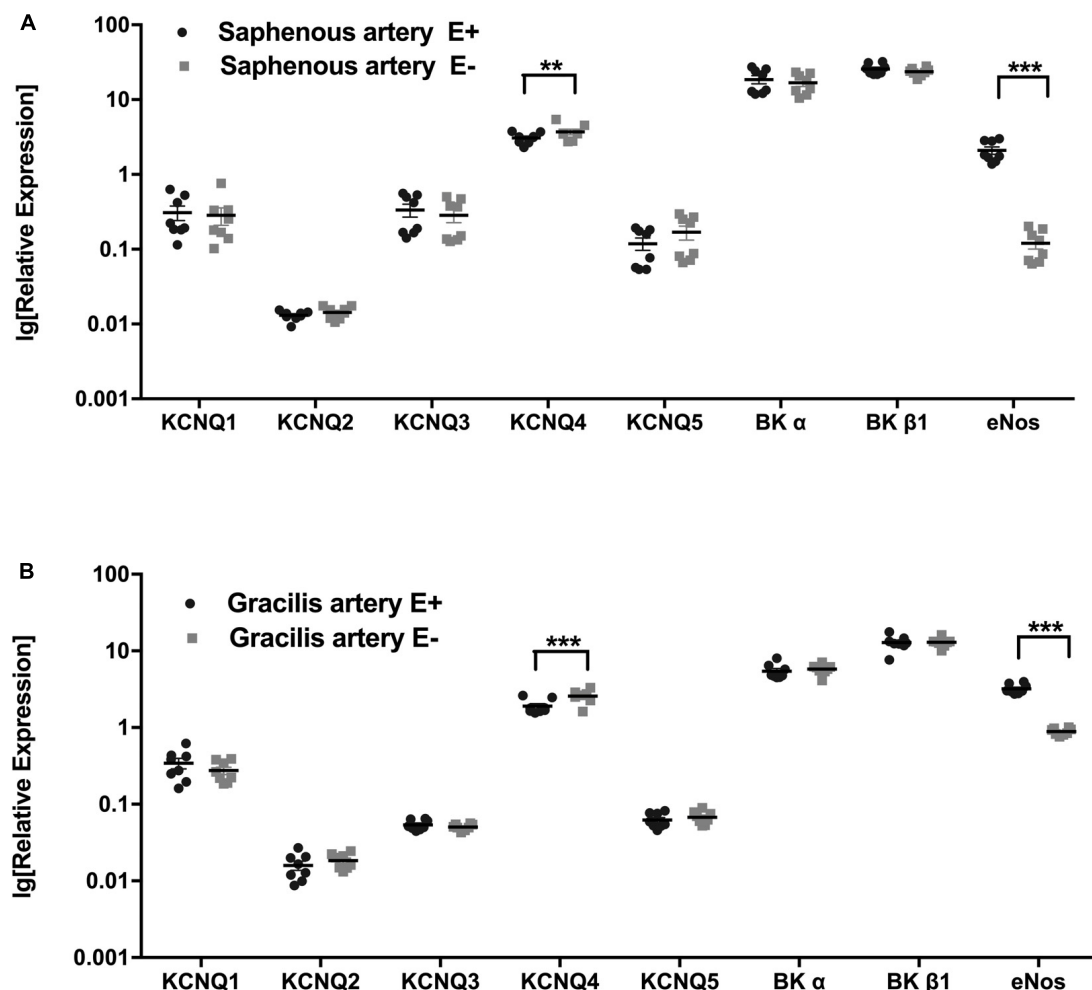 A
lg[Relative Expression]
100
10
1
0.1
0.01
0.001
Saphenous artery E+
Saphenous artery E-
**
***
KCNQ1 KCNQ2 KCNQ3 KCNQ4 KCNQ5 BK α BK β1 eNos
B
lg[Relative Expression]
100
10
1
0.1
0.01
0.001
Gracilis artery E+
Gracilis artery E-
***
***
KCNQ1 KCNQ2 KCNQ3 KCNQ4 KCNQ5 BK α BK β1 eNos